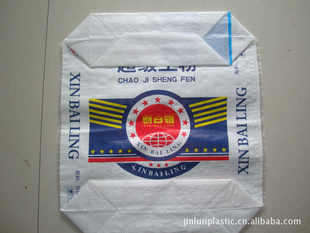 超级生粉
CHAO JI SHENG FEN
XIN BAI LING
XIN BAI LING
XIN BAI LING
XINBAILING
jinlunplastic.cn.alibaba.com